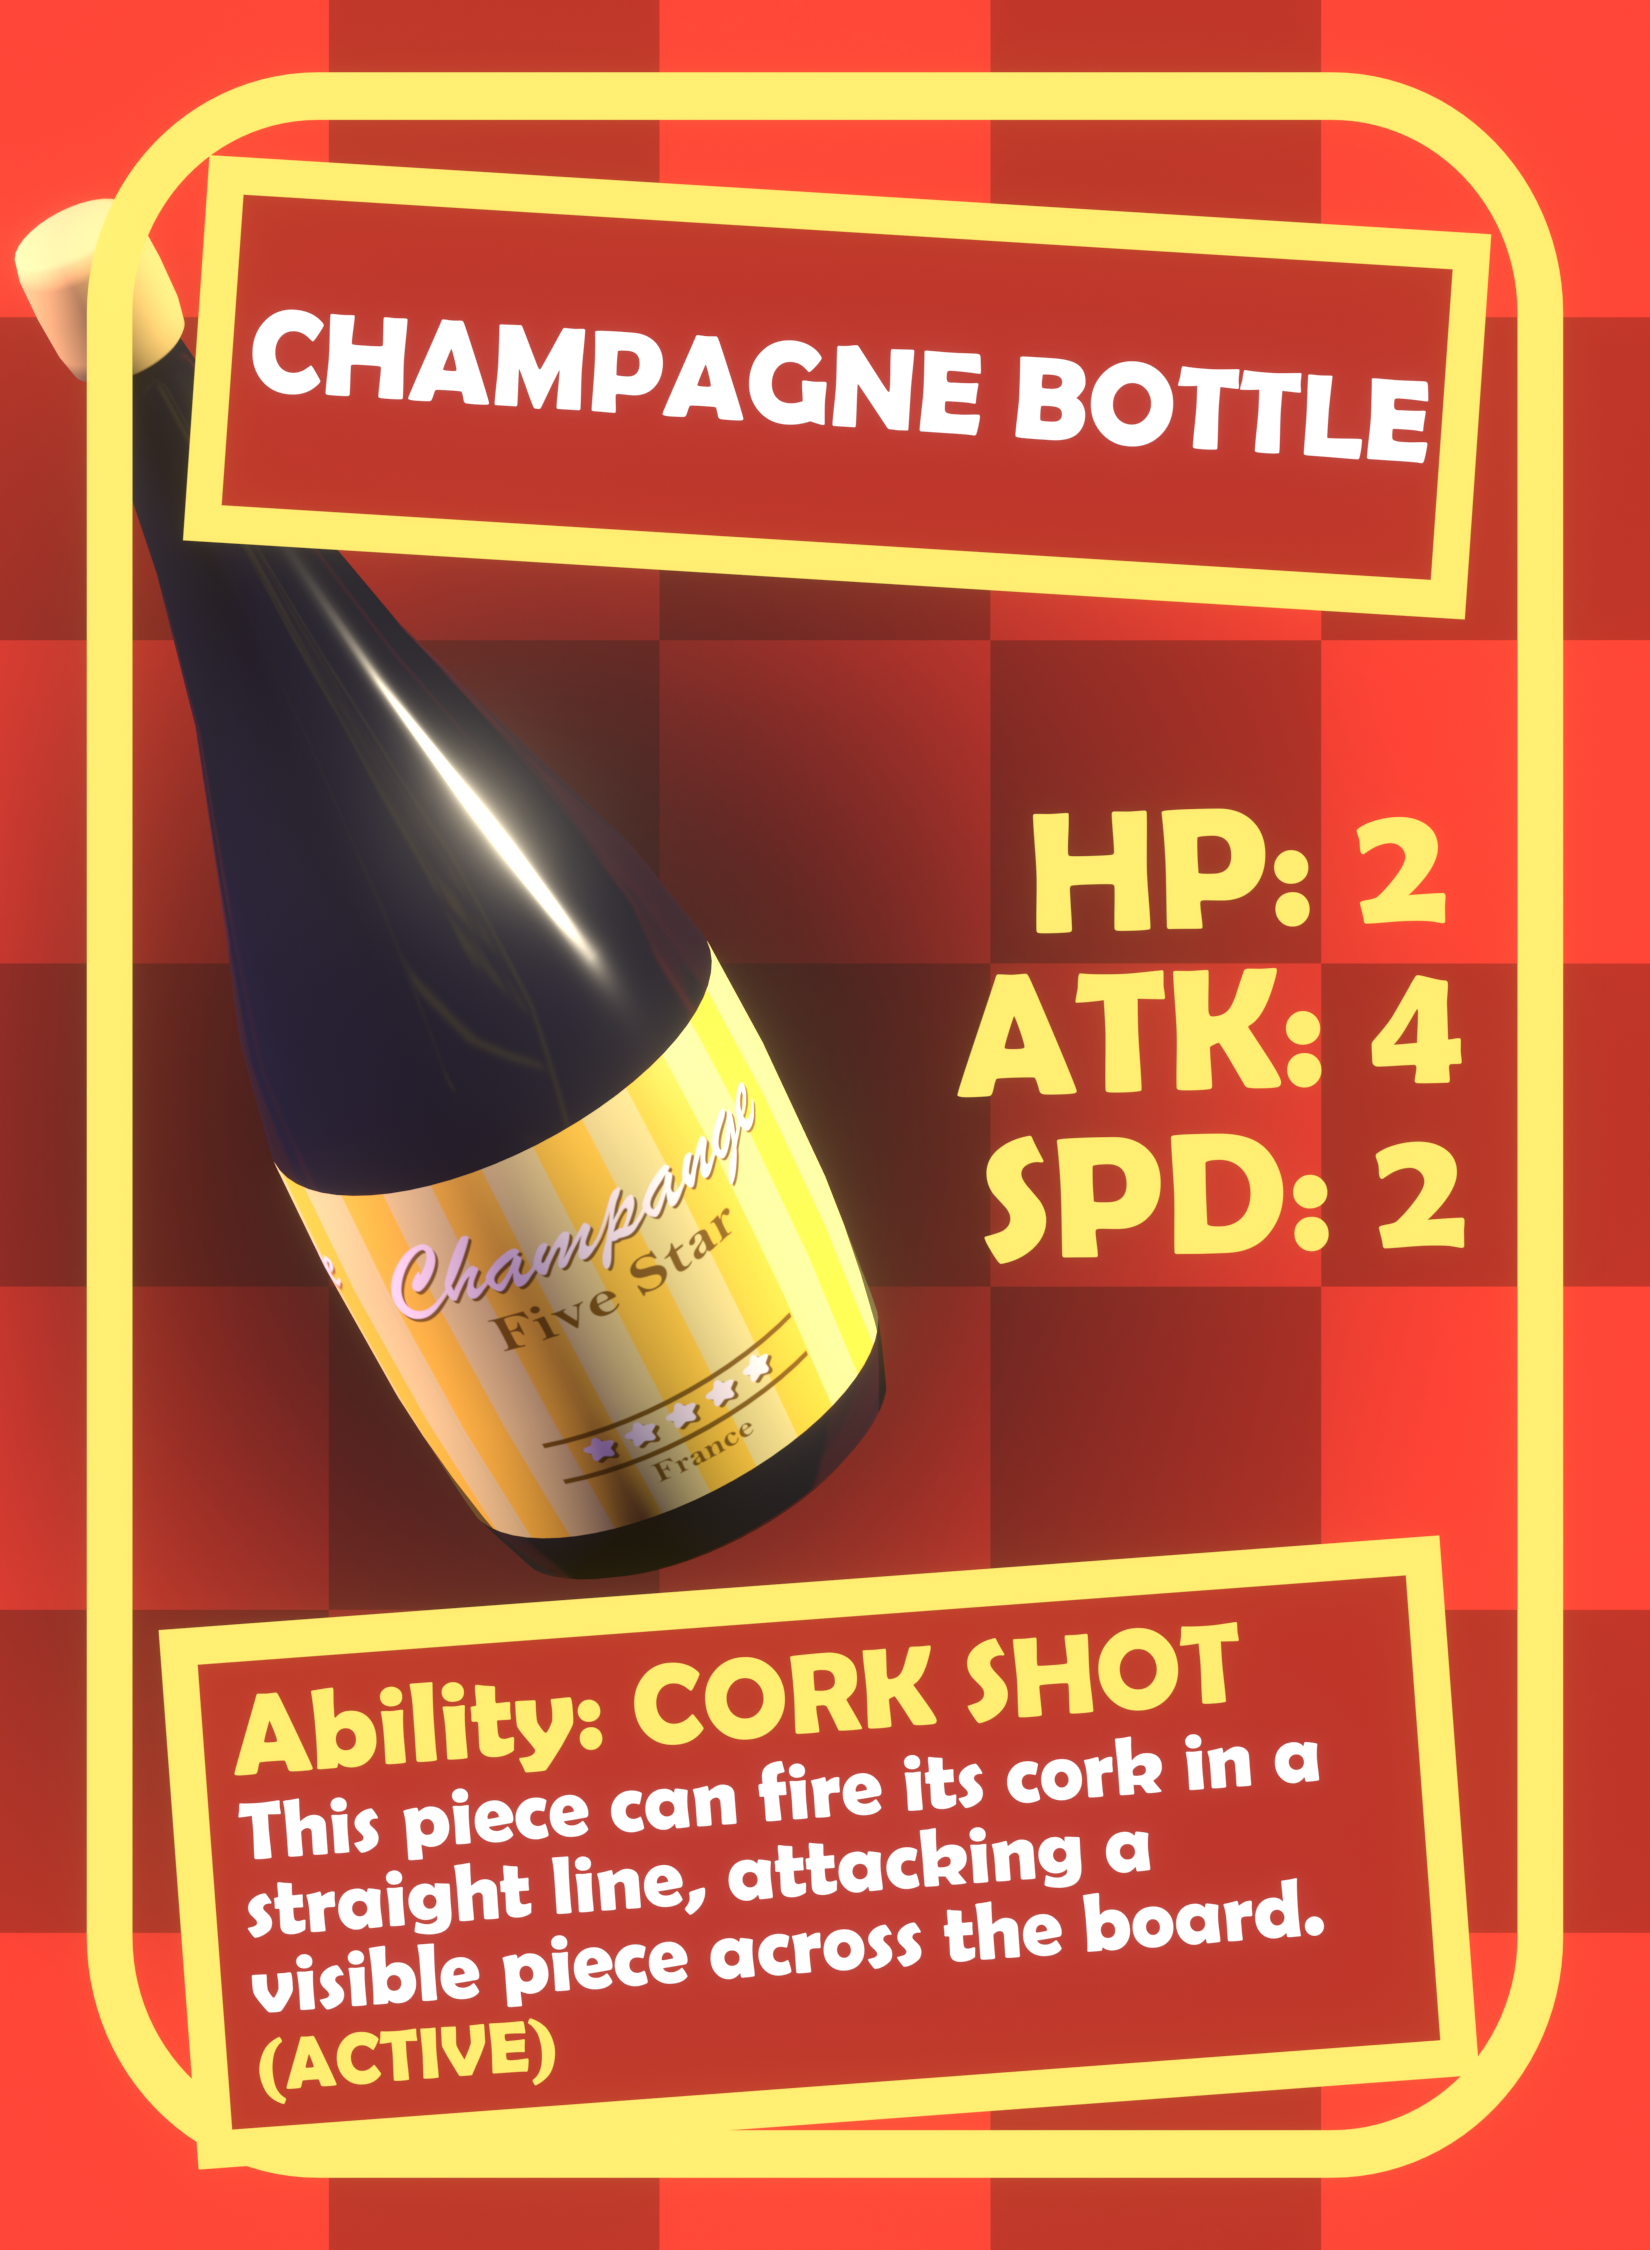 CHAMPAGNE BOTTLE
HP: 2
ATK: 4
SPD: 2
Champange
Five Star
France
Ability: CORK SHOT
This piece can fire its cork in a
straight line, attacking a
visible piece across the board.
(ACTIVE)